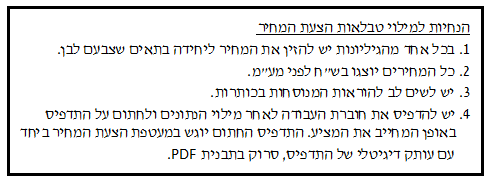 הנחיות למילוי טבלאות הצעת המחיר
1. בכל אחד מהגיליונות יש להזין את המחיר ליחידה בתאים שצבעם לבן.
2. כל המחירים יוצגו בש״ח לפני מע״מ.
3. יש לשים לב להוראות המנוסחות בכותרות.
4. יש להדפיס את חוברת העבודה לאחר מילוי הנתונים ולחתום על התדפיס
באופן המחייב את המציע. התדפיס החתום יוגש במעטפת הצעת המחיר ביחד
עם עותק דיגיטלי של התדפיס, סרוק בתבנית PDF.